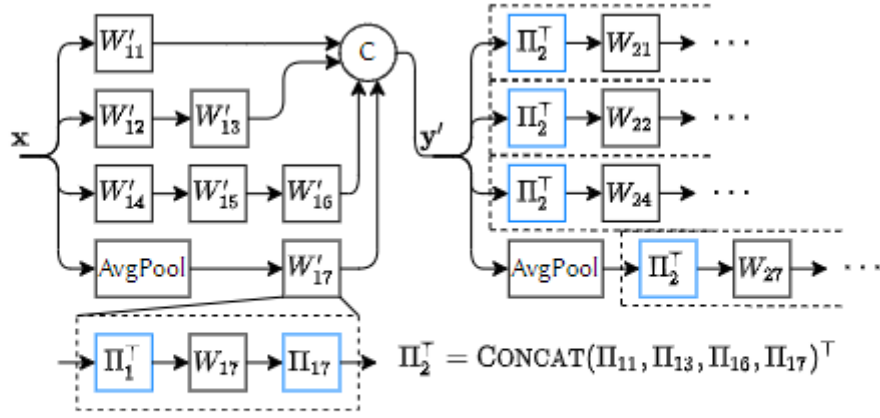 W′₁₁ C Π₂^⊤ W₂₁ ···
W′₁₂ W′₁₃ Π₂^⊤ W₂₂ ···
x y′
W′₁₄ W′₁₅ W′₁₆ Π₂^⊤ W₂₄ ···
AvgPool W′₁₇ AvgPool Π₂^⊤ W₂₇ ···
Π₁^⊤ W₁₇ Π₁₇ Π₂^⊤ = CONCAT(Π₁₁, Π₁₃, Π₁₆, Π₁₇)^⊤